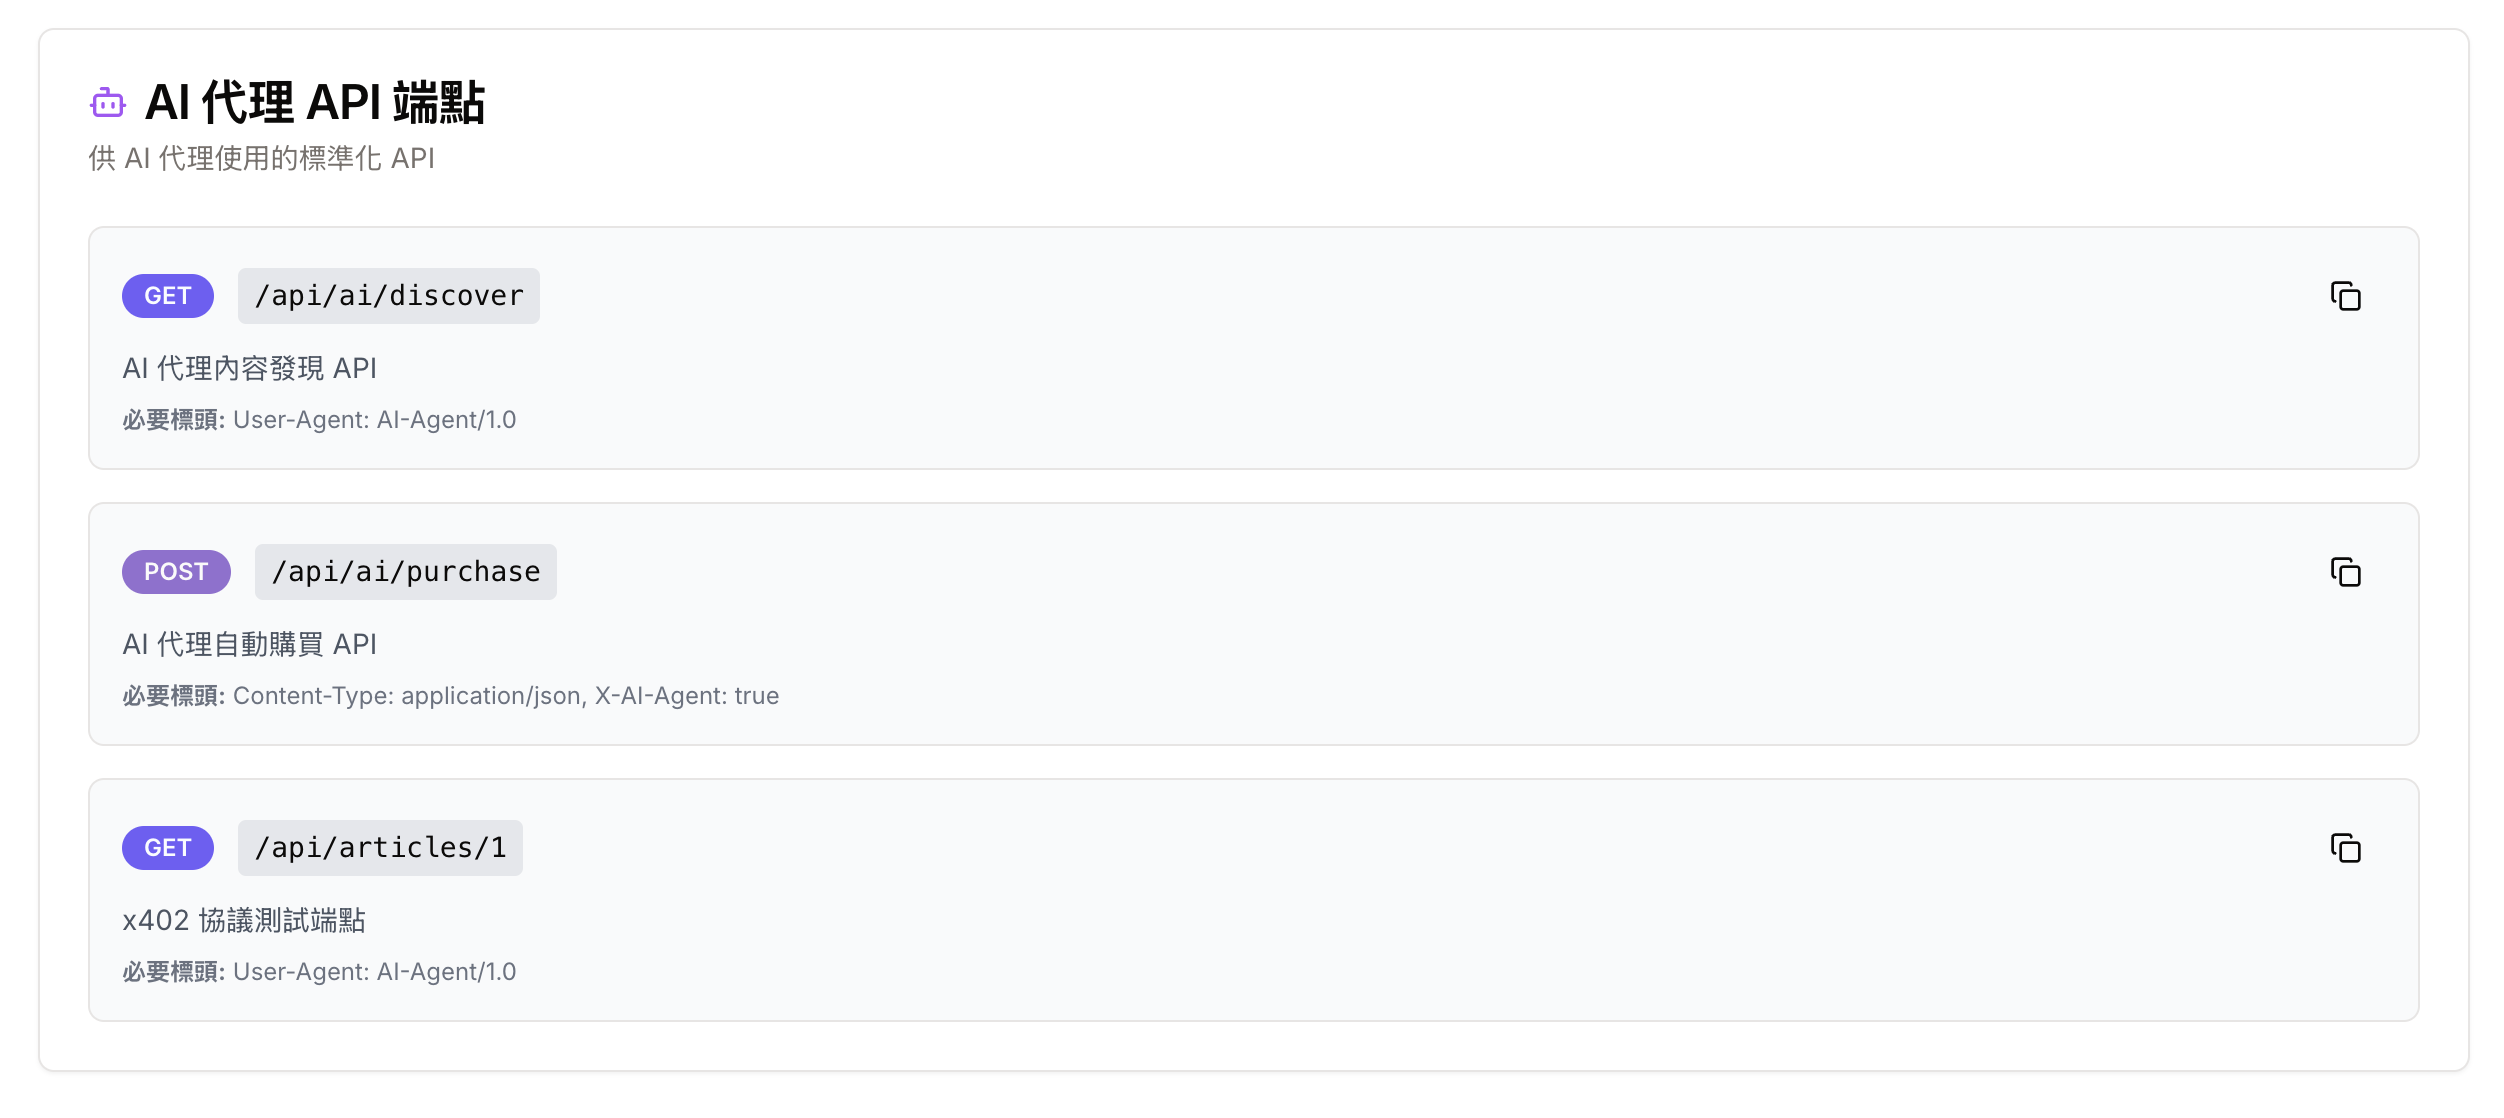 AI 代理 API 端點
供 AI 代理使用的標準化 API
GET /api/ai/discover
AI 代理內容發現 API
必要標頭: User-Agent: AI-Agent/1.0
POST /api/ai/purchase
AI 代理自動購買 API
必要標頭: Content-Type: application/json, X-AI-Agent: true
GET /api/articles/1
x402 協議測試端點
必要標頭: User-Agent: AI-Agent/1.0